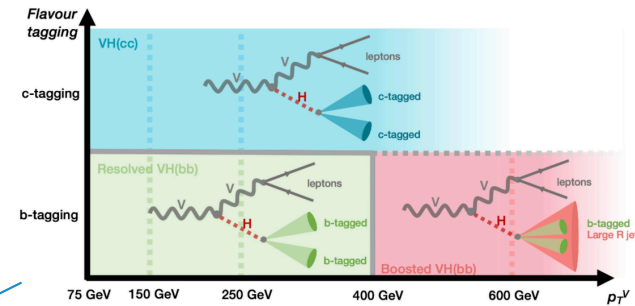 Flavour
tagging
VH(cc)
V
V
H
leptons
c-tagged
c-tagged
c-tagging
Resolved VH(bb)
V
V
H
leptons
b-tagged
b-tagged
b-tagging
V
V
H
leptons
b-tagged
Large R je
Boosted VH(bb)
75 GeV 150 GeV 250 GeV 400 GeV 600 GeV pTV